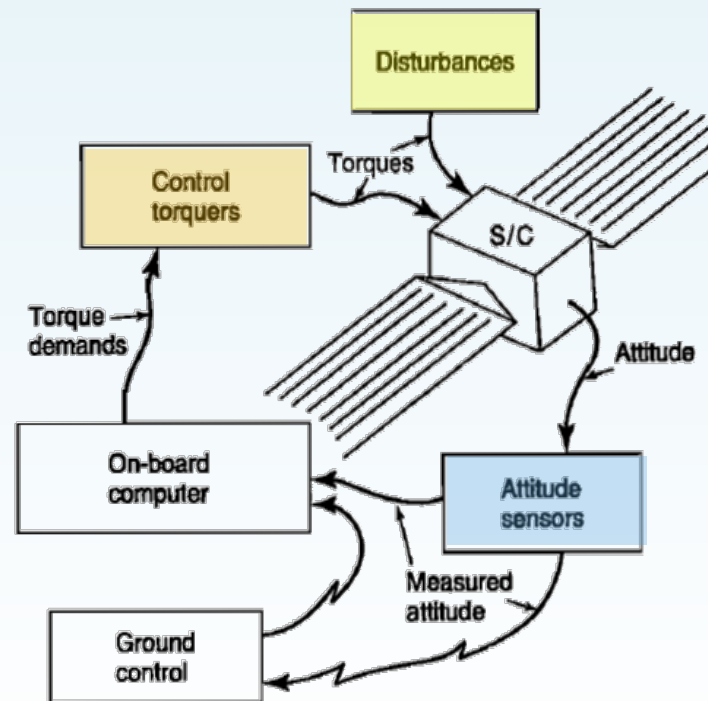 Disturbances
Control
torquers
Torques
S/C
Torque
demands
Attitude
On-board
computer
Attitude
sensors
Measured
attitude
Ground
control